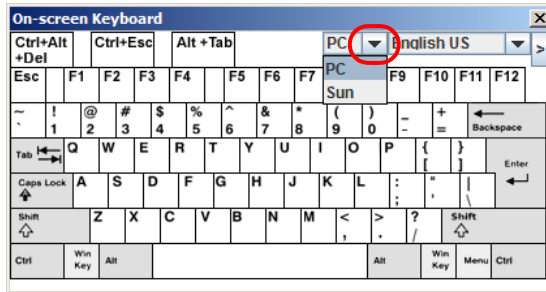 On-screen Keyboard X
Ctrl+Alt +Del Ctrl+Esc Alt +Tab PC English US >
PC
Sun
Esc F1 F2 F3 F4 F5 F6 F7 F9 F10 F11 F12
~ ! @ # $ % ^ & * ( ) _ +
` 1 2 3 4 5 6 7 8 9 0 - = Backspace
Tab Q W E R T Y U I O P { [ } ] Enter
Caps Lock A S D F G H J K L : ; " ' | \
Shift Z X C V B N M < , > . ? / Shift
Ctrl Win Key Alt Alt Win Key Menu Ctrl